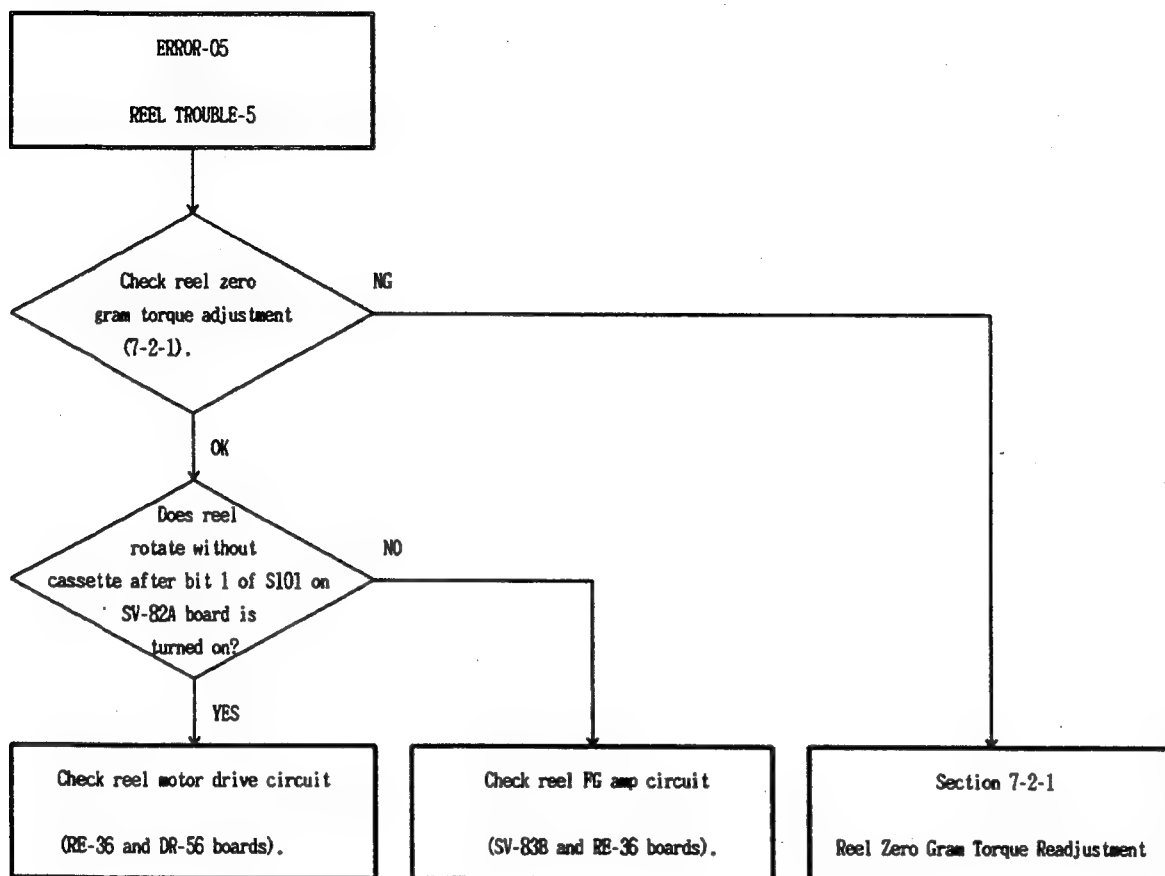 ERROR-05
REEL TROUBLE-5
Check reel zero
gram torque adjustment
(7-2-1).
NG
OK
Does reel
rotate without
cassette after bit 1 of S101 on
SV-82A board is
turned on?
NO
YES
Check reel motor drive circuit
(RE-36 and DR-56 boards).
Check reel FG amp circuit
(SV-83B and RE-36 boards).
Section 7-2-1
Reel Zero Gram Torque Readjustment